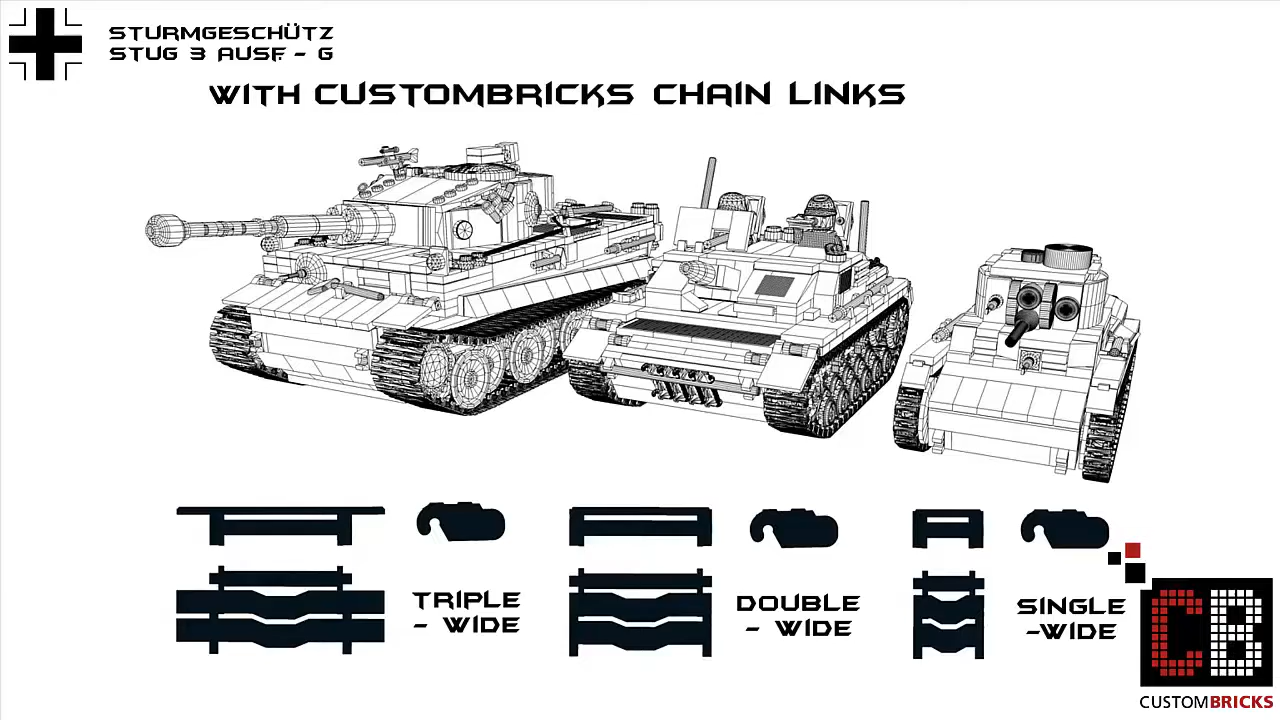 STURMGESCHÜTZ
STUG 3 AUSF. - G
WITH CUSTOMBRICKS CHAIN LINKS
TRIPLE
- WIDE
DOUBLE
- WIDE
SINGLE
-WIDE
CB
CUSTOMBRICKS